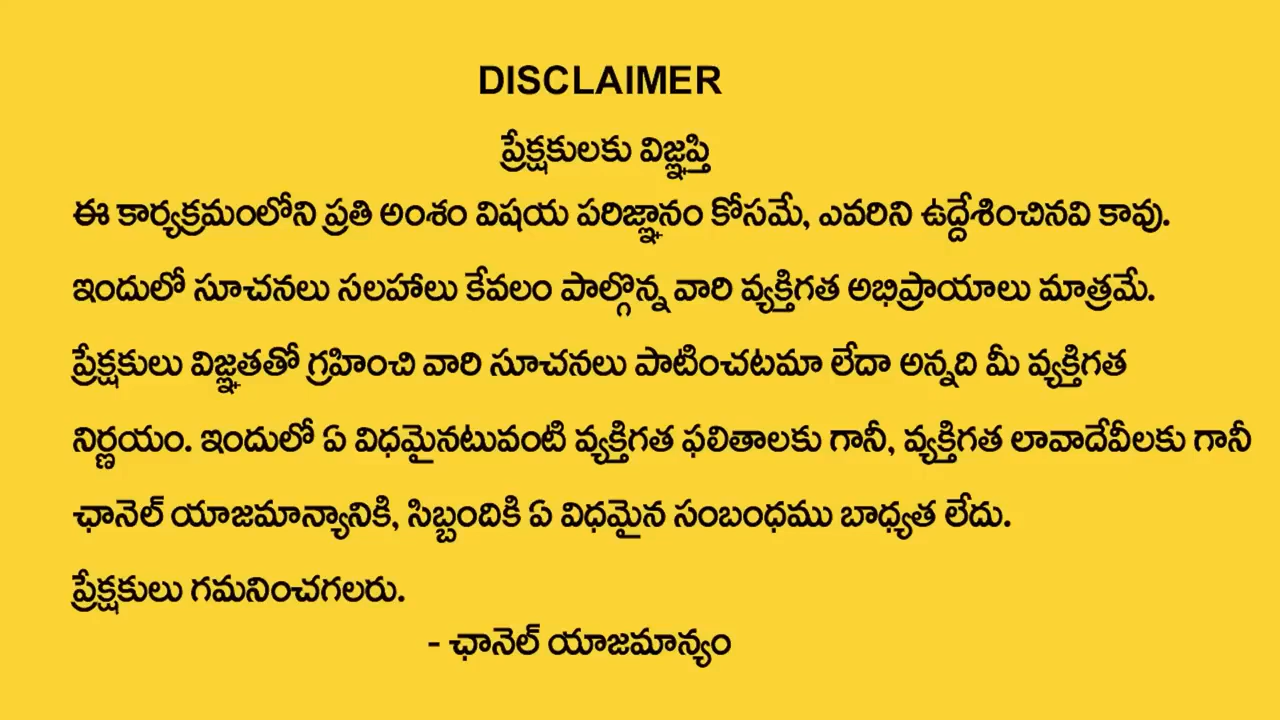 DISCLAIMER
ప్రేక్షకులకు విజ్ఞప్తి
ఈ కార్యక్రమంలోని ప్రతి అంశం విషయ పరిజ్ఞానం కోసమే, ఎవరిని ఉద్దేశించినవి కావు.
ఇందులో సూచనలు సలహాలు కేవలం పాల్గొన్న వారి వ్యక్తిగత అభిప్రాయాలు మాత్రమే.
ప్రేక్షకులు విజ్ఞతతో గ్రహించి వారి సూచనలు పాటించటమా లేదా అన్నది మీ వ్యక్తిగత
నిర్ణయం. ఇందులో ఏ విధమైనటువంటి వ్యక్తిగత ఫలితాలకు గానీ, వ్యక్తిగత లావాదేవీలకు గానీ
ఛానెల్ యాజమాన్యానికి, సిబ్బందికి ఏ విధమైన సంబంధము బాధ్యత లేదు.
ప్రేక్షకులు గమనించగలరు.
- ఛానెల్ యాజమాన్యం